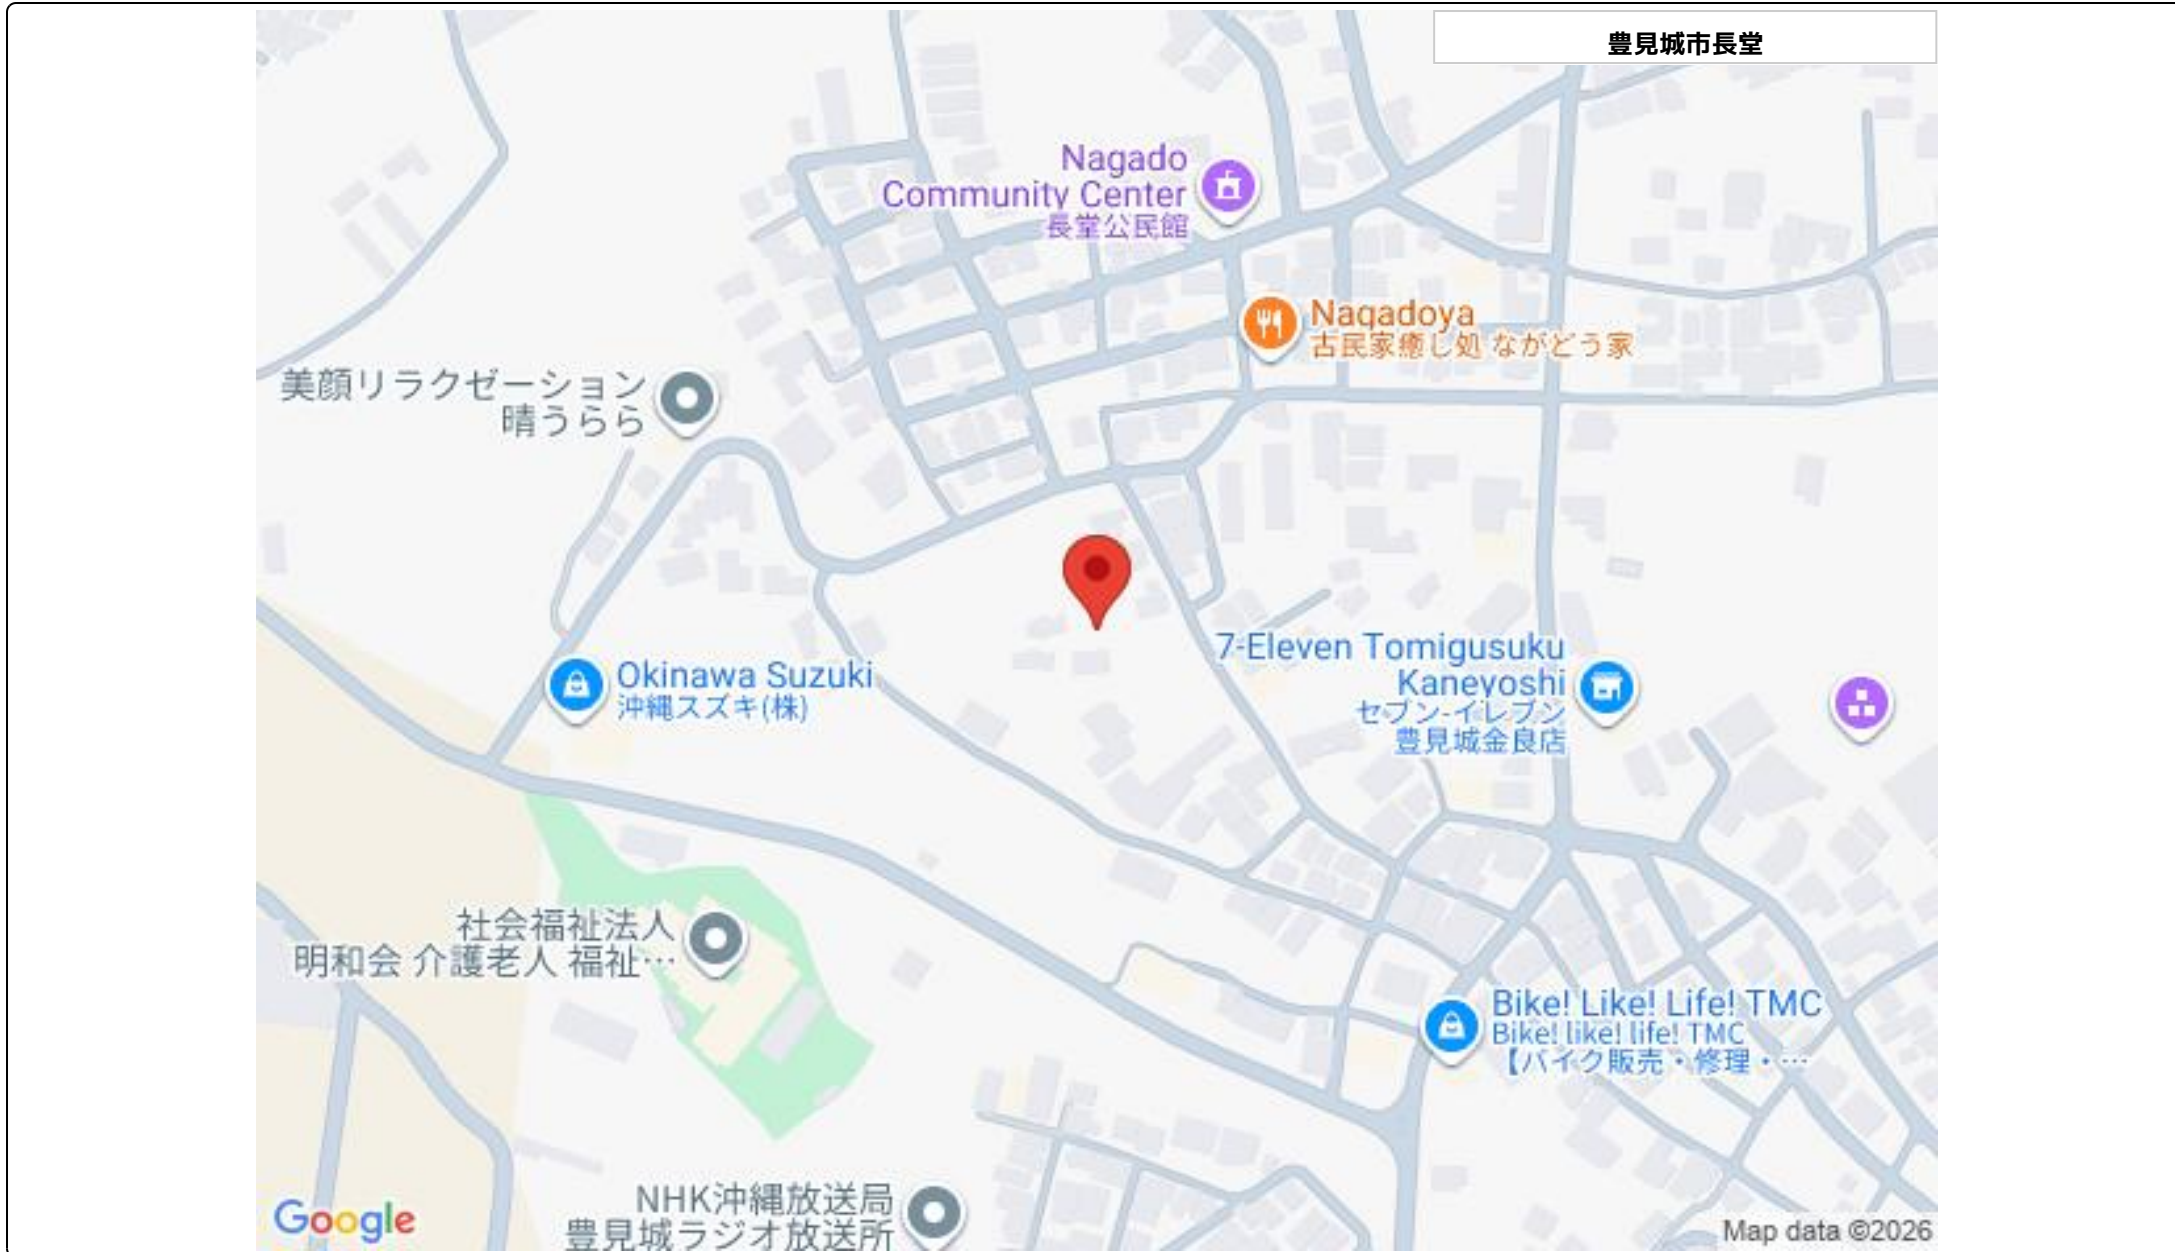 豊見城市長堂
Nagado
Community Center
長堂公民館
Nagadoya
古民家癒し処 ながどう家
美顔リラクゼーション
晴うらら
Okinawa Suzuki
沖縄スズキ(株)
7-Eleven Tomigusuku
Kaneyoshi
セブン-イレブン
豊見城金良店
社会福祉法人
明和会 介護老人 福祉…
Bike! Like! Life! TMC
Bike! like! life! TMC
【バイク販売・修理・…
NHK沖縄放送局
豊見城ラジオ放送所
Google
Map data ©2026